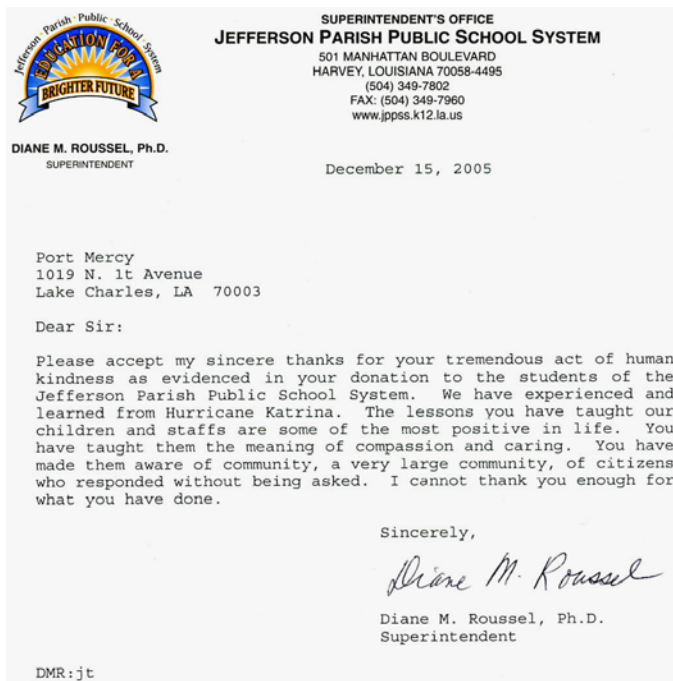 Jefferson · Parish · Public · School · System
EDUCATION FOR A
BRIGHTER FUTURE
DIANE M. ROUSSEL, Ph.D.
SUPERINTENDENT
SUPERINTENDENT'S OFFICE
JEFFERSON PARISH PUBLIC SCHOOL SYSTEM
501 MANHATTAN BOULEVARD
HARVEY, LOUISIANA 70058-4495
(504) 349-7802
FAX: (504) 349-7960
www.jppss.k12.la.us
December 15, 2005
Port Mercy
1019 N. 1t Avenue
Lake Charles, LA 70003
Dear Sir:
Please accept my sincere thanks for your tremendous act of human
kindness as evidenced in your donation to the students of the
Jefferson Parish Public School System. We have experienced and
learned from Hurricane Katrina. The lessons you have taught our
children and staffs are some of the most positive in life. You
have taught them the meaning of compassion and caring. You have
made them aware of community, a very large community, of citizens
who responded without being asked. I cannot thank you enough for
what you have done.
Sincerely,
Diane M. Roussel
Diane M. Roussel, Ph.D.
Superintendent
DMR:jt